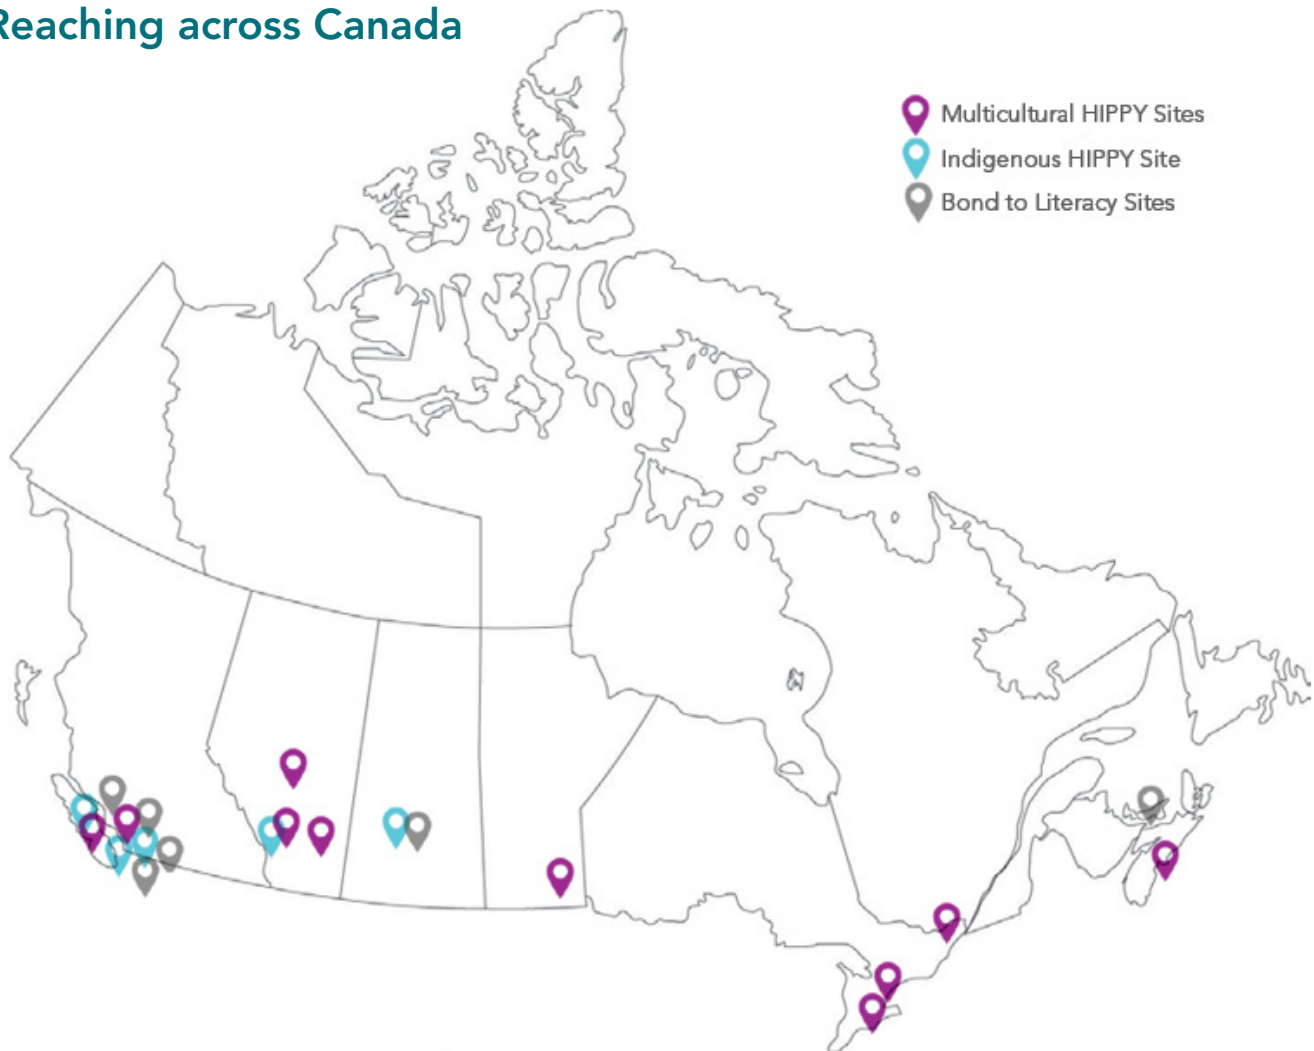 Reaching across Canada
Multicultural HIPPY Sites
Indigenous HIPPY Site
Bond to Literacy Sites